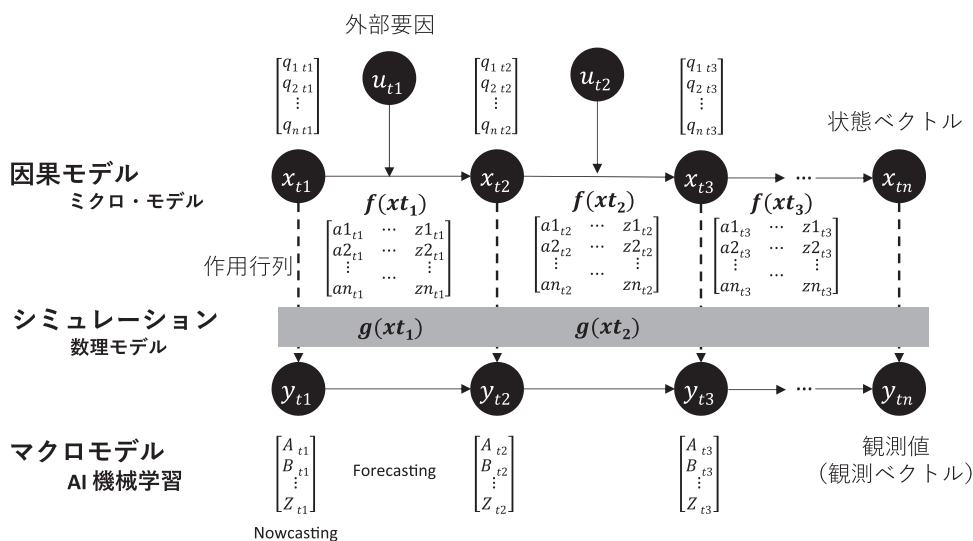 外部要因
q1 t1
q2 t1
⋮
qn t1
ut1
q1 t2
q2 t2
⋮
qn t2
ut2
q1 t3
q2 t3
⋮
qn t3
状態ベクトル
因果モデル
ミクロ・モデル
xt1
xt2
xt3
...
xtn
f(xt1)
f(xt2)
f(xt3)
作用行列
a1t1 ... z1t1
a2t1 z2t1
⋮ ... ⋮
ant1 znt1
a1t2 ... z1t2
a2t2 z2t2
⋮ ... ⋮
ant2 znt2
a1t3 ... z1t3
a2t3 z2t3
⋮ ... ⋮
ant3 znt3
シミュレーション
数理モデル
g(xt1)
g(xt2)
yt1
yt2
yt3
...
ytn
マクロモデル
AI 機械学習
A t1
B t1
⋮
Z t1
Forecasting
A t2
B t2
⋮
Z t2
A t3
B t3
⋮
Z t3
観測値
(観測ベクトル)
Nowcasting